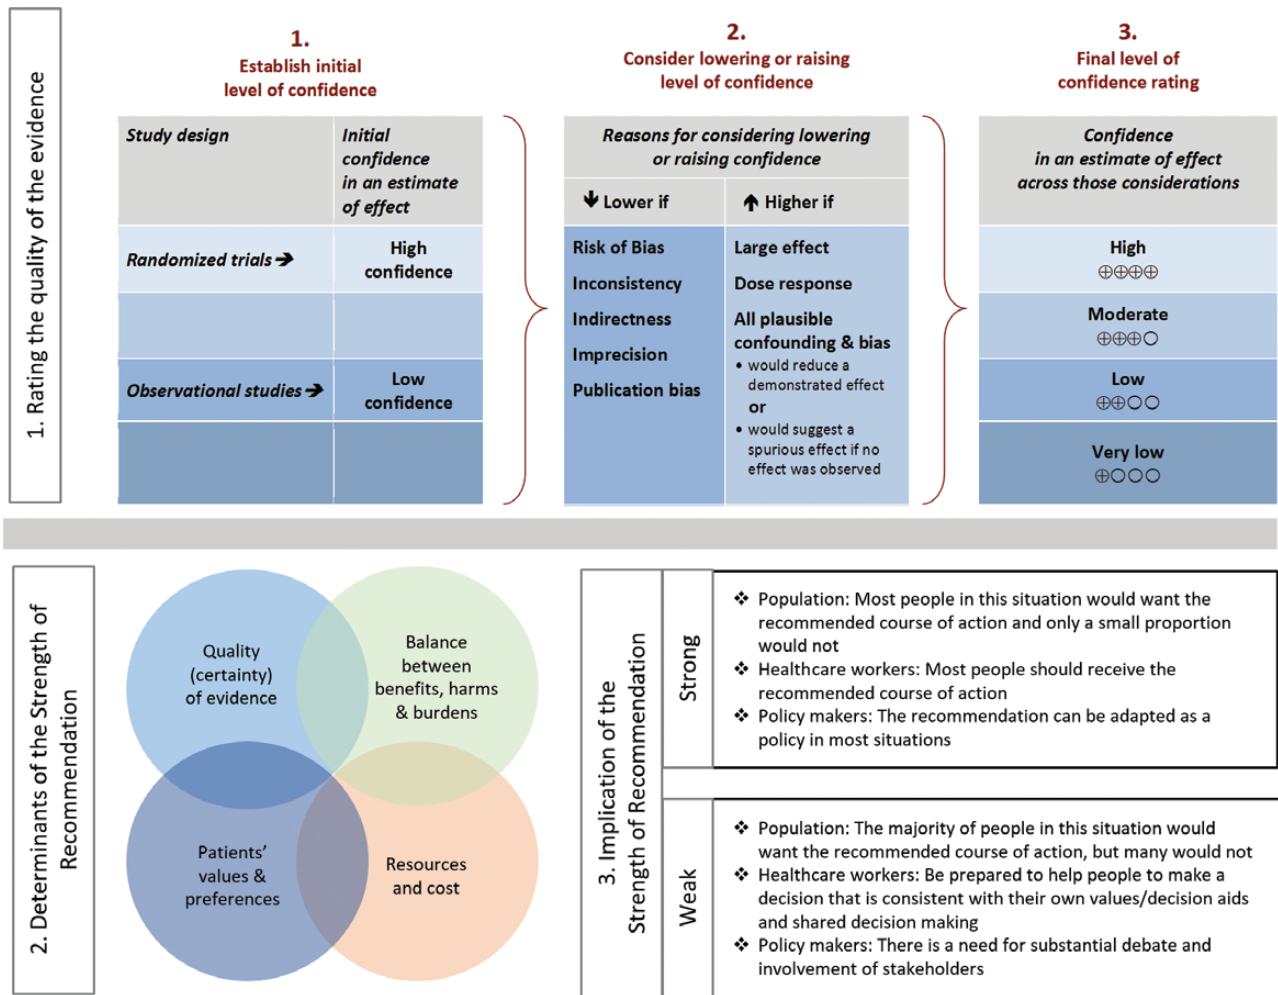 1. Rating the quality of the evidence
1.
Establish initial
level of confidence
2.
Consider lowering or raising
level of confidence
3.
Final level of
confidence rating
Study design
Initial
confidence
in an estimate
of effect
Randomized trials ➔
High
confidence
Observational studies ➔
Low
confidence
Reasons for considering lowering
or raising confidence
🡇 Lower if
🡅 Higher if
Risk of Bias
Inconsistency
Indirectness
Imprecision
Publication bias
Large effect
Dose response
All plausible
confounding & bias
• would reduce a
demonstrated effect
or
• would suggest a
spurious effect if no
effect was observed
Confidence
in an estimate of effect
across those considerations
High
⊕⊕⊕⊕
Moderate
⊕⊕⊕○
Low
⊕⊕○○
Very low
⊕○○○
2. Determinants of the Strength of
Recommendation
Quality
(certainty)
of evidence
Balance
between
benefits, harms
& burdens
Patients’
values &
preferences
Resources
and cost
3. Implication of the
Strength of Recommendation
Strong
❖ Population: Most people in this situation would want the
recommended course of action and only a small proportion
would not
❖ Healthcare workers: Most people should receive the
recommended course of action
❖ Policy makers: The recommendation can be adapted as a
policy in most situations
Weak
❖ Population: The majority of people in this situation would
want the recommended course of action, but many would not
❖ Healthcare workers: Be prepared to help people to make a
decision that is consistent with their own values/decision aids
and shared decision making
❖ Policy makers: There is a need for substantial debate and
involvement of stakeholders